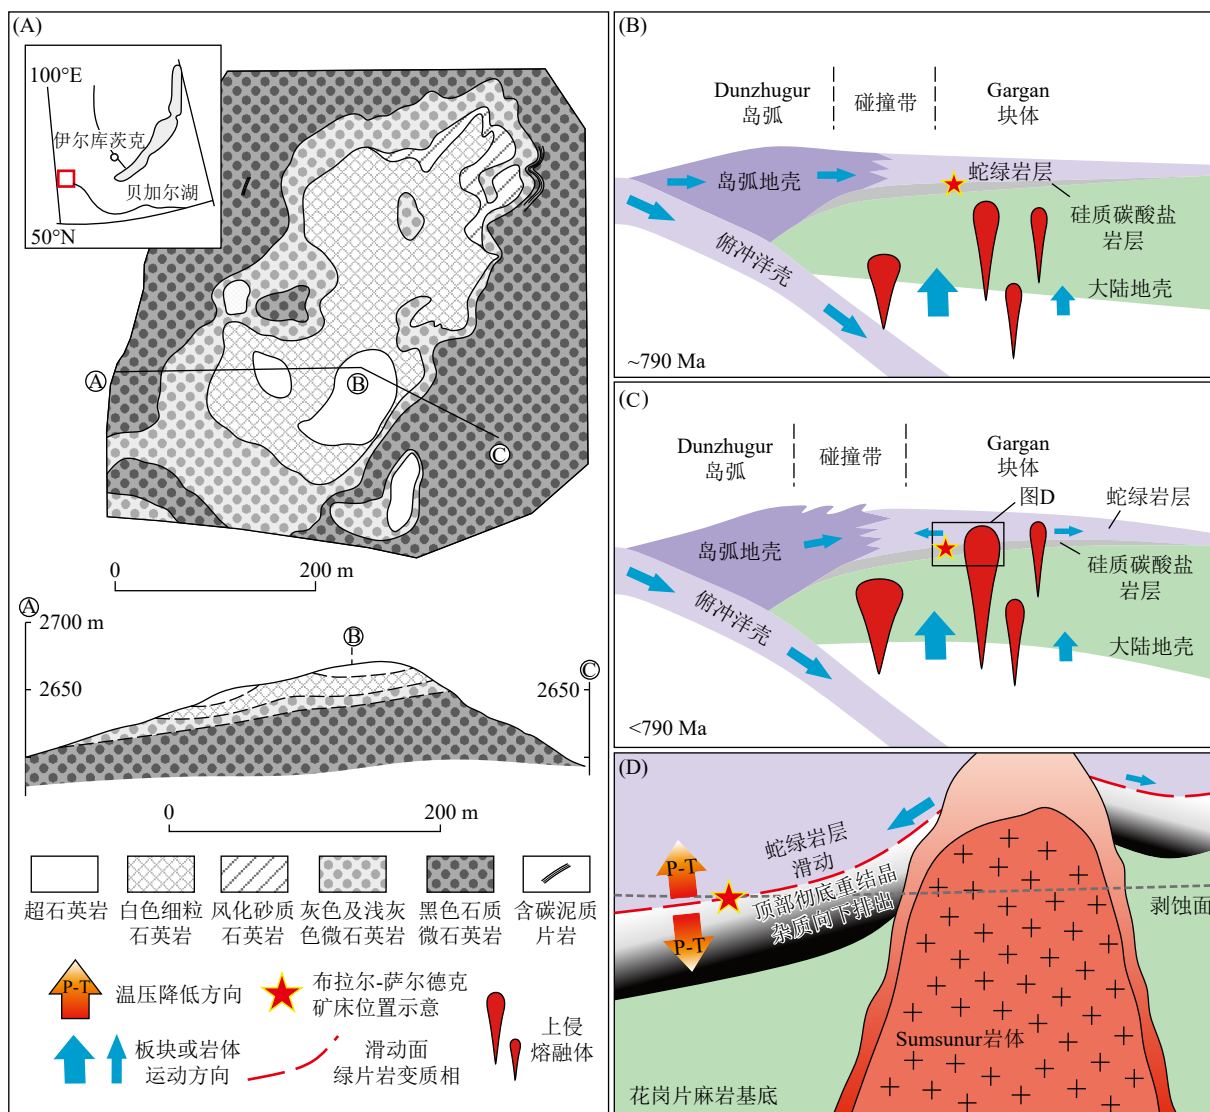 (A)
100°E
伊尔库茨克
贝加尔湖
50°N
A
B
C
0
200 m
A
2700 m
B
C
2650
2650
0
200 m
超石英岩
白色细粒
石英岩
风化砂质
石英岩
灰色及浅灰
色微石英岩
黑色石质
微石英岩
含碳泥质
片岩
P-T
温压降低方向
布拉尔-萨尔德克
矿床位置示意
上侵
熔融体
板块或岩体
运动方向
滑动面
绿片岩变质相
(B)
Dunzhugur
岛弧
碰撞带
Gargan
块体
岛弧地壳
蛇绿岩层
硅质碳酸盐
岩层
俯冲洋壳
大陆地壳
~790 Ma
(C)
Dunzhugur
岛弧
碰撞带
Gargan
块体
图D
蛇绿岩层
岛弧地壳
硅质碳酸盐
岩层
俯冲洋壳
大陆地壳
<790 Ma
(D)
蛇绿岩层
滑动
P-T
顶部彻底重结晶
杂质向下排出
P-T
剥蚀面
Sumsunur岩体
花岗片麻岩基底